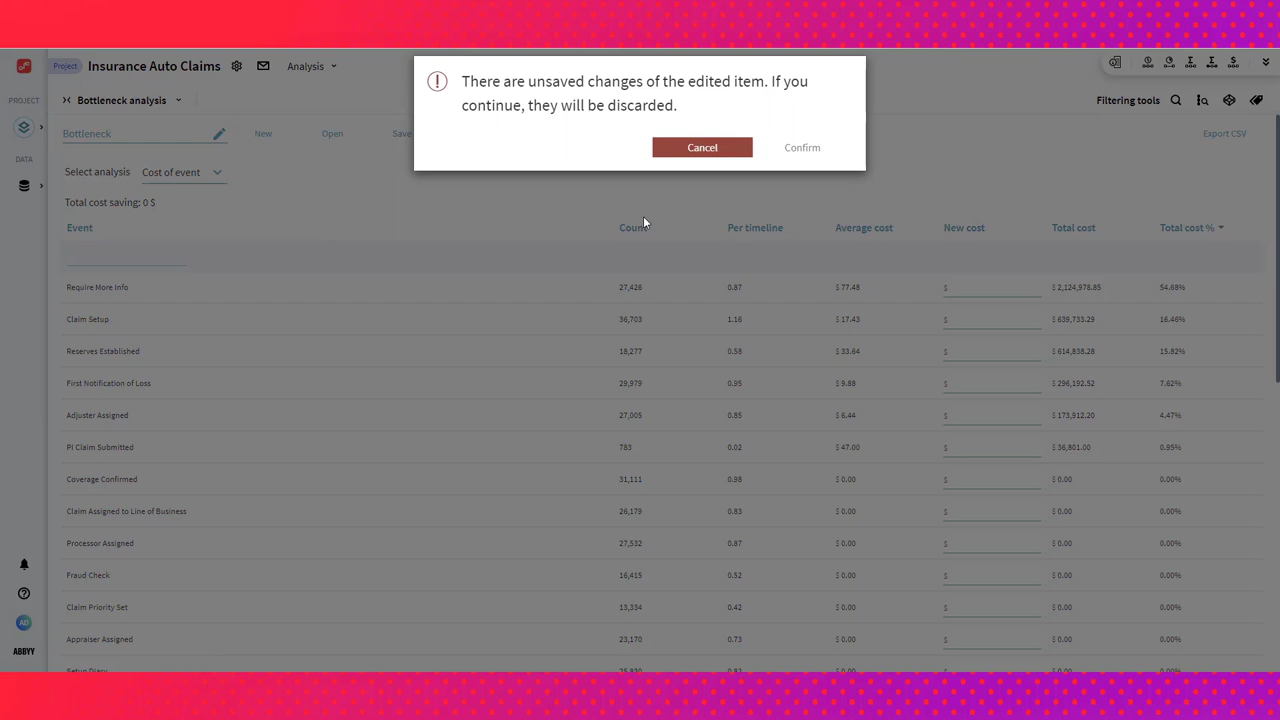 Project Insurance Auto Claims Analysis
There are unsaved changes of the edited item. If you
continue, they will be discarded.
Cancel Confirm
PROJECT
Bottleneck analysis
Filtering tools
Bottleneck New Open Save
Export CSV
DATA
Select analysis Cost of event
Total cost saving: 0 $
Event Count Per timeline Average cost New cost Total cost Total cost %
Require More Info 27,426 0.87 $ 77.48 $ $ 2,124,978.85 54.68%
Claim Setup 36,703 1.16 $ 17.43 $ $ 639,733.29 16.46%
Reserves Established 18,277 0.58 $ 33.64 $ $ 614,838.28 15.82%
First Notification of Loss 29,979 0.95 $ 9.88 $ $ 296,192.52 7.62%
Adjuster Assigned 27,005 0.85 $ 6.44 $ $ 173,912.20 4.47%
PI Claim Submitted 783 0.02 $ 47.00 $ $ 36,801.00 0.95%
Coverage Confirmed 31,111 0.98 $ 0.00 $ $ 0.00 0.00%
Claim Assigned to Line of Business 26,179 0.83 $ 0.00 $ $ 0.00 0.00%
Processor Assigned 27,532 0.87 $ 0.00 $ $ 0.00 0.00%
Fraud Check 16,415 0.52 $ 0.00 $ $ 0.00 0.00%
Claim Priority Set 13,334 0.42 $ 0.00 $ $ 0.00 0.00%
Appraiser Assigned 23,170 0.73 $ 0.00 $ $ 0.00 0.00%
Setup Diary
AD
ABBYY